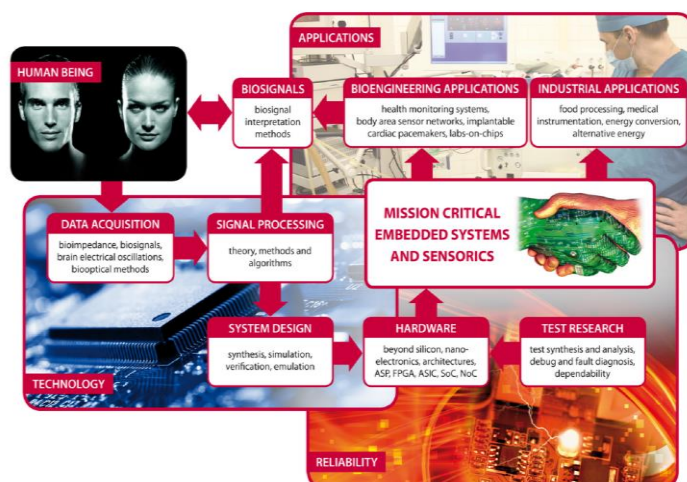 APPLICATIONS
HUMAN BEING
BIOSIGNALS
biosignal
interpretation
methods
BIOENGINEERING APPLICATIONS
health monitoring systems,
body area sensor networks, implantable
cardiac pacemakers, labs-on-chips
INDUSTRIAL APPLICATIONS
food processing, medical
instrumentation, energy conversion,
alternative energy
DATA ACQUISITION
bioimpedance, biosignals,
brain electrical oscillations,
biooptical methods
SIGNAL PROCESSING
theory, methods and
algorithms
MISSION CRITICAL
EMBEDDED SYSTEMS
AND SENSORICS
SYSTEM DESIGN
synthesis, simulation,
verification, emulation
HARDWARE
beyond silicon, nano-
electronics, architectures,
ASP, FPGA, ASIC, SoC, NoC
TEST RESEARCH
test synthesis and analysis,
debug and fault diagnosis,
dependability
TECHNOLOGY
RELIABILITY